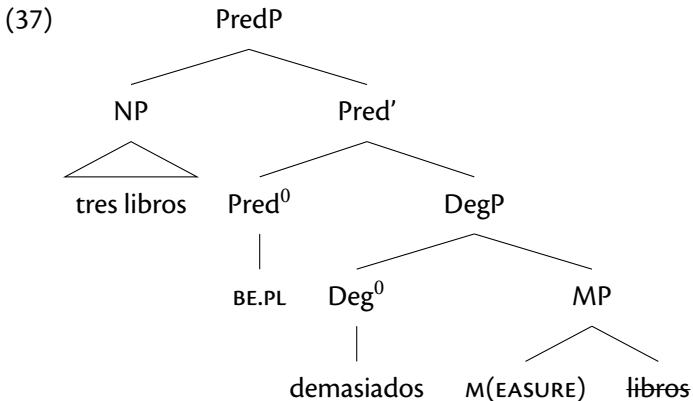 (37) PredP
NP Pred’
tres libros Pred⁰ DegP
BE.PL Deg⁰ MP
demasiados M(EASURE) ~~libros~~